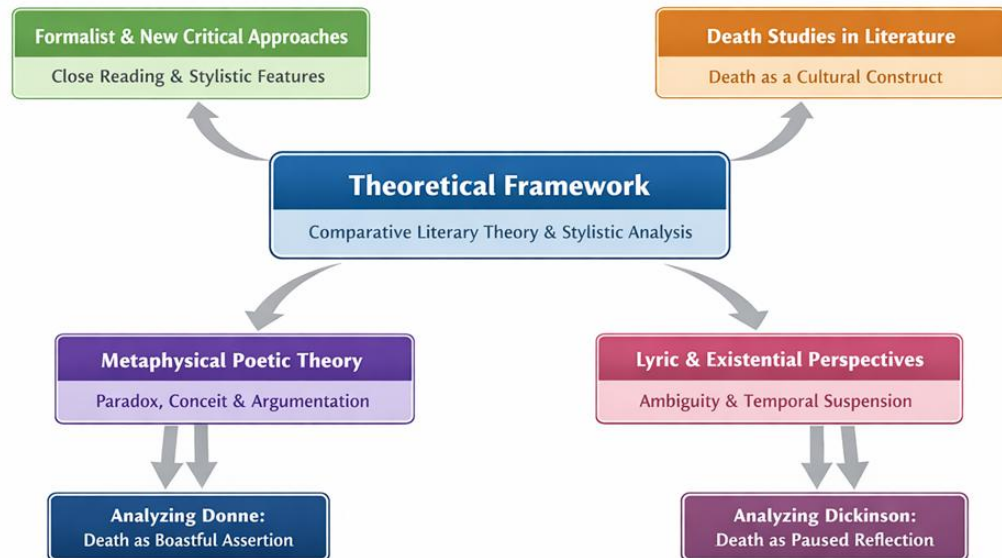 Formalist & New Critical Approaches
Close Reading & Stylistic Features
Death Studies in Literature
Death as a Cultural Construct
Theoretical Framework
Comparative Literary Theory & Stylistic Analysis
Metaphysical Poetic Theory
Paradox, Conceit & Argumentation
Lyric & Existential Perspectives
Ambiguity & Temporal Suspension
Analyzing Donne:
Death as Boastful Assertion
Analyzing Dickinson:
Death as Paused Reflection